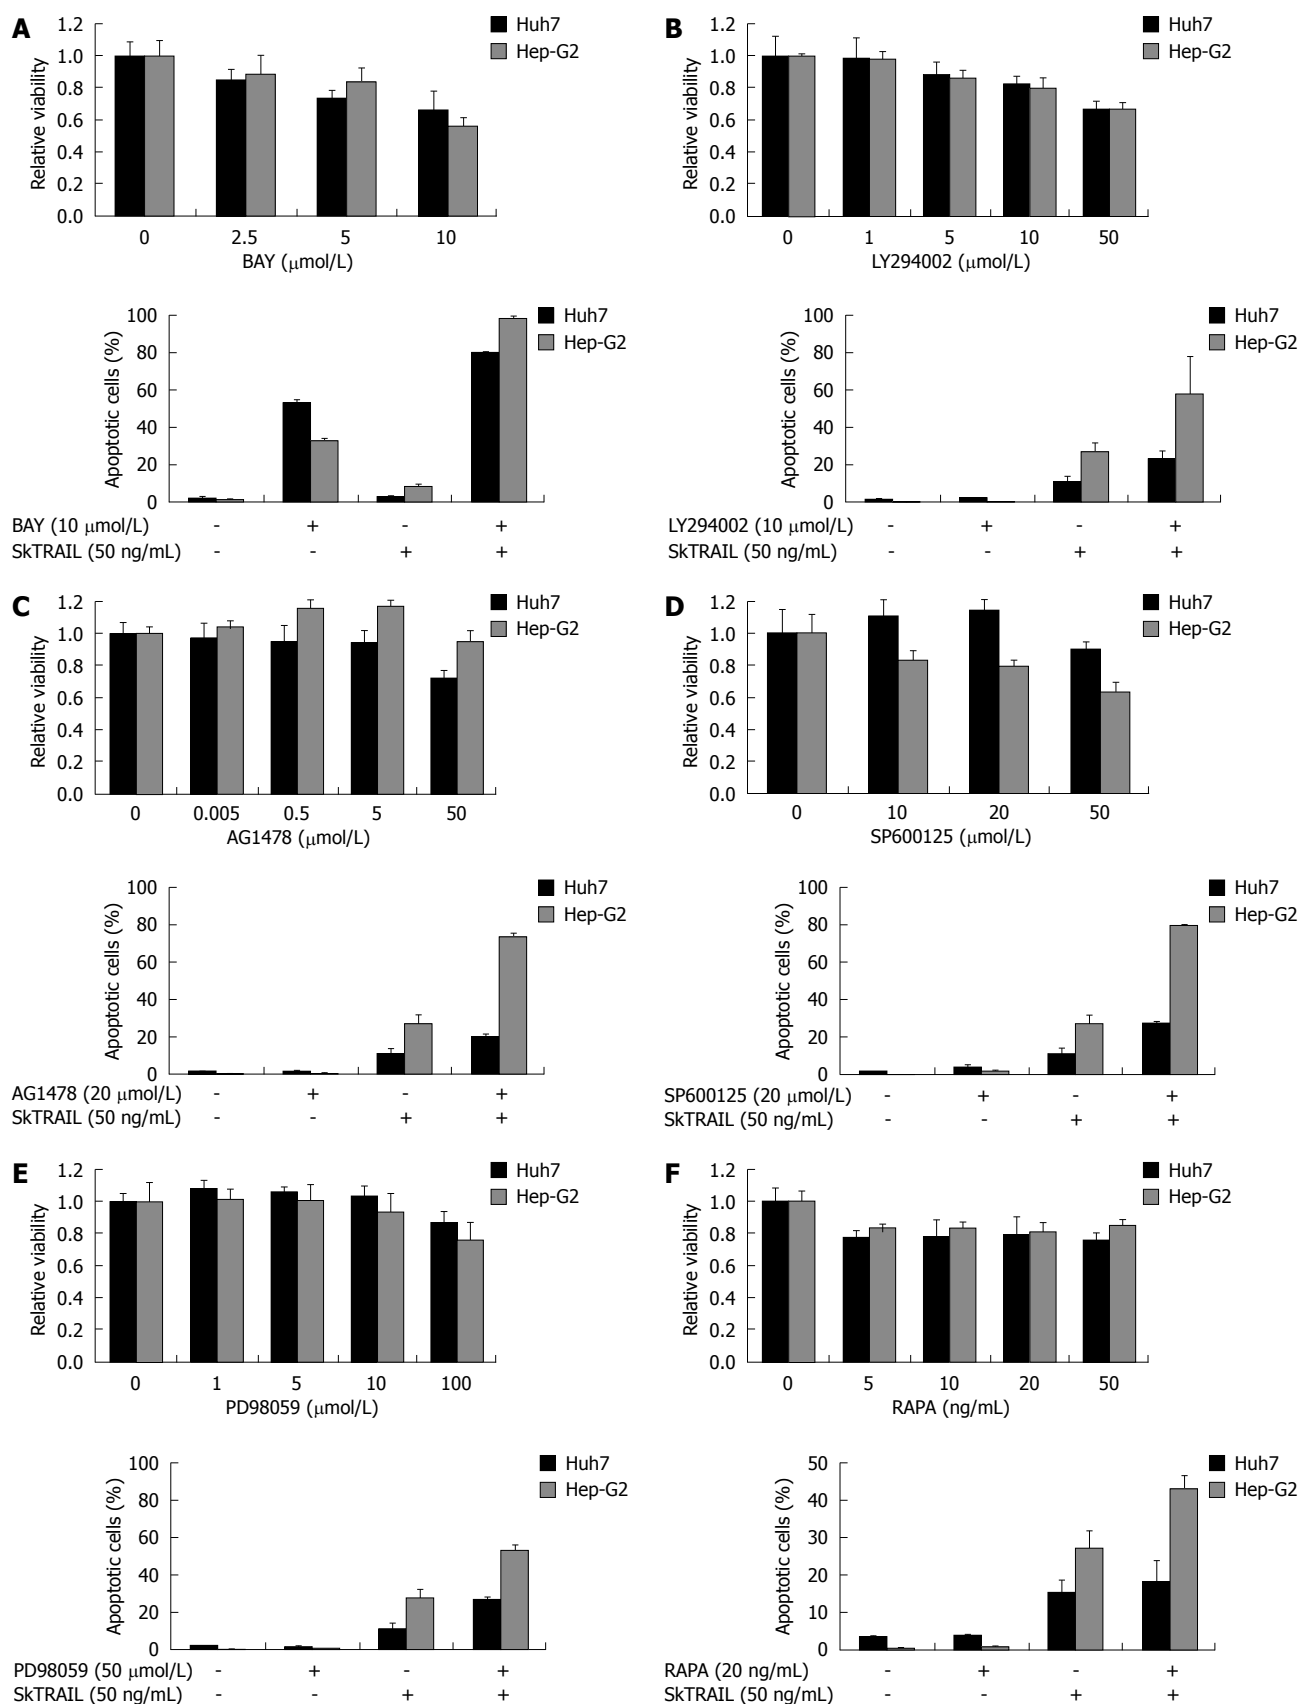 A
1.2
1.0
0.8
0.6
0.4
0.2
0.0
Relative viability
Huh7
Hep-G2
0 2.5 5 10
BAY (μmol/L)
100
80
60
40
20
0
Apoptotic cells (%)
Huh7
Hep-G2
BAY (10 μmol/L) - + - +
SkTRAIL (50 ng/mL) - - + +
B
1.2
1.0
0.8
0.6
0.4
0.2
0.0
Relative viability
Huh7
Hep-G2
0 1 5 10 50
LY294002 (μmol/L)
100
80
60
40
20
0
Apoptotic cells (%)
Huh7
Hep-G2
LY294002 (10 μmol/L) - + - +
SkTRAIL (50 ng/mL) - - + +
C
1.2
1.0
0.8
0.6
0.4
0.2
0.0
Relative viability
Huh7
Hep-G2
0 0.005 0.5 5 50
AG1478 (μmol/L)
100
80
60
40
20
0
Apoptotic cells (%)
Huh7
Hep-G2
AG1478 (20 μmol/L) - + - +
SkTRAIL (50 ng/mL) - - + +
D
1.2
1.0
0.8
0.6
0.4
0.2
0.0
Relative viability
Huh7
Hep-G2
0 10 20 50
SP600125 (μmol/L)
100
80
60
40
20
0
Apoptotic cells (%)
Huh7
Hep-G2
SP600125 (20 μmol/L) - + - +
SkTRAIL (50 ng/mL) - - + +
E
1.2
1.0
0.8
0.6
0.4
0.2
0.0
Relative viability
Huh7
Hep-G2
0 1 5 10 100
PD98059 (μmol/L)
100
80
60
40
20
0
Apoptotic cells (%)
Huh7
Hep-G2
PD98059 (50 μmol/L) - + - +
SkTRAIL (50 ng/mL) - - + +
F
1.2
1.0
0.8
0.6
0.4
0.2
0.0
Relative viability
Huh7
Hep-G2
0 5 10 20 50
RAPA (ng/mL)
50
40
30
20
10
0
Apoptotic cells (%)
Huh7
Hep-G2
RAPA (20 ng/mL) - + - +
SkTRAIL (50 ng/mL) - - + +